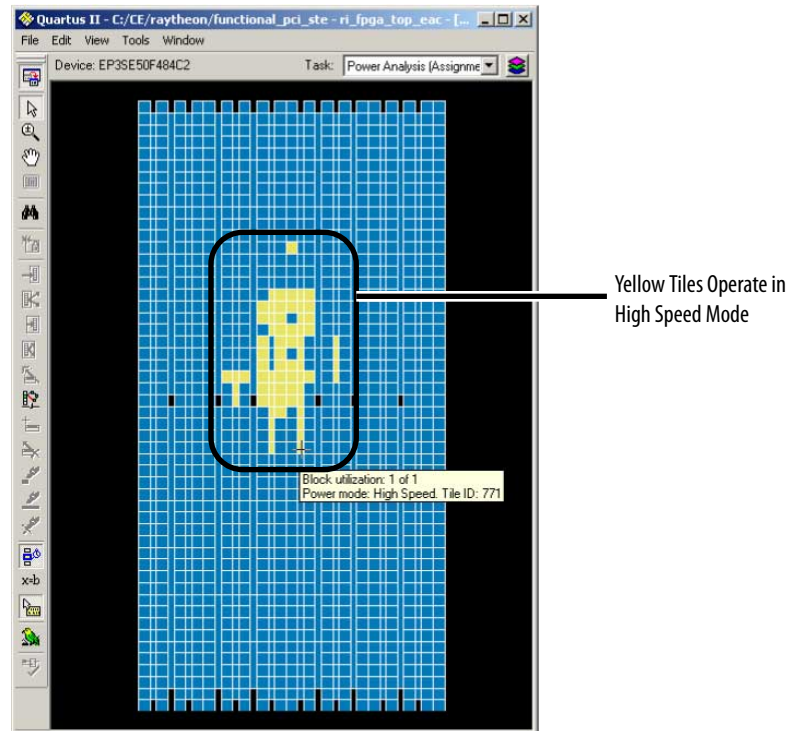 Quartus II - C:/CE/raytheon/functional_pci_ste - ri_fpga_top_eac - [...
File Edit View Tools Window
Device: EP3SE50F484C2 Task: Power Analysis (Assignme
Yellow Tiles Operate in
High Speed Mode
Block utilization: 1 of 1
Power mode: High Speed. Tile ID: 771
x=b